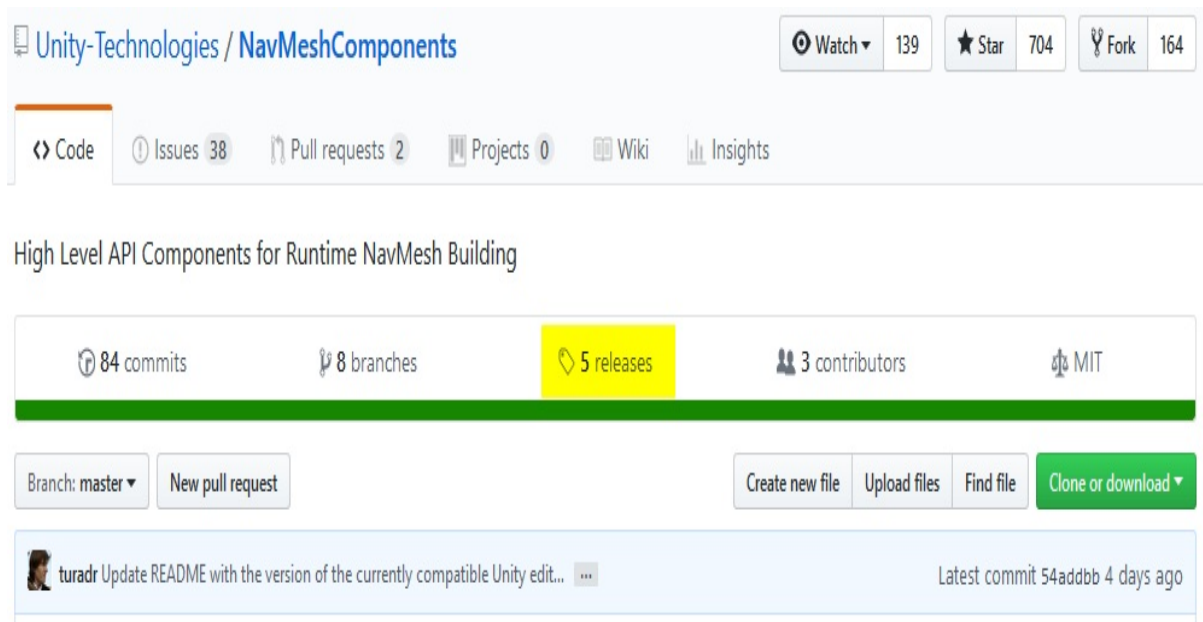 Unity-Technologies / NavMeshComponents Watch 139 Star 704 Fork 164
Code Issues 38 Pull requests 2 Projects 0 Wiki Insights
High Level API Components for Runtime NavMesh Building
84 commits 8 branches 5 releases 3 contributors MIT
Branch: master New pull request Create new file Upload files Find file Clone or download
turadr Update README with the version of the currently compatible Unity edit... ... Latest commit 54addbb 4 days ago